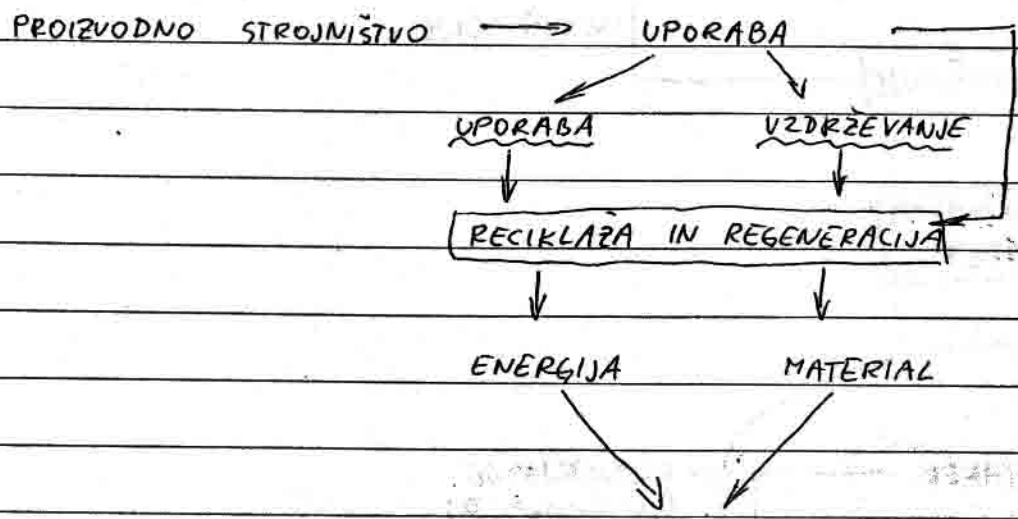 PROIZVODNO STROJNIŠTVO → UPORABA
UPORABA VZDRŽEVANJE
RECIKLAŽA IN REGENERACIJA
ENERGIJA MATERIAL